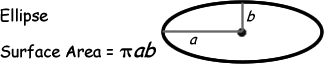 Ellipse
Surface Area = πab
b
a